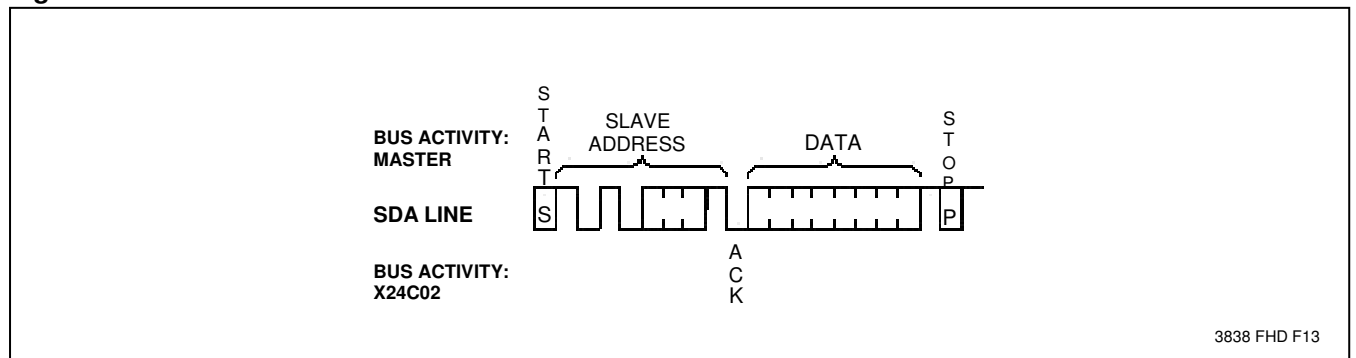 START
SLAVE
ADDRESS
DATA
STOP
BUS ACTIVITY:
MASTER
SDA LINE
S
P
BUS ACTIVITY:
X24C02
ACK
3838 FHD F13